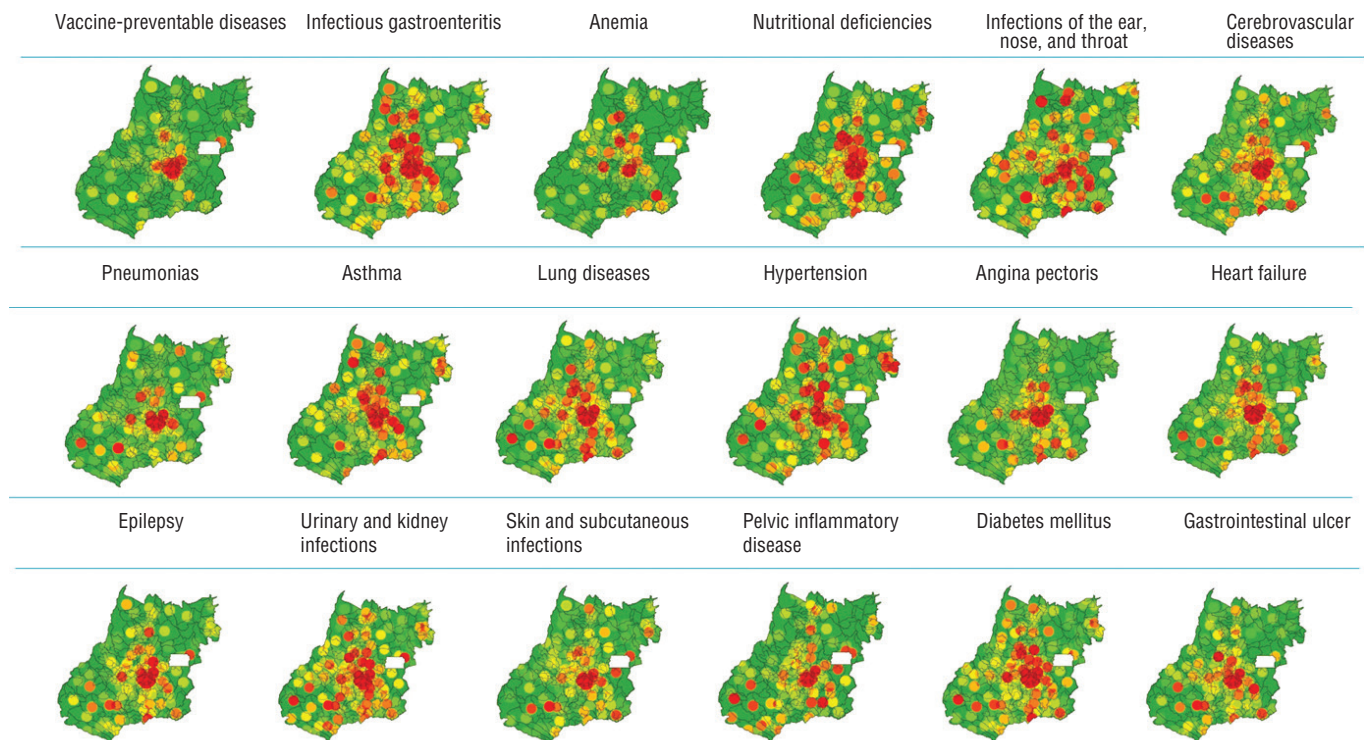 Vaccine-preventable diseases
Infectious gastroenteritis
Anemia
Nutritional deficiencies
Infections of the ear,
nose, and throat
Cerebrovascular
diseases
Pneumonias
Asthma
Lung diseases
Hypertension
Angina pectoris
Heart failure
Epilepsy
Urinary and kidney
infections
Skin and subcutaneous
infections
Pelvic inflammatory
disease
Diabetes mellitus
Gastrointestinal ulcer